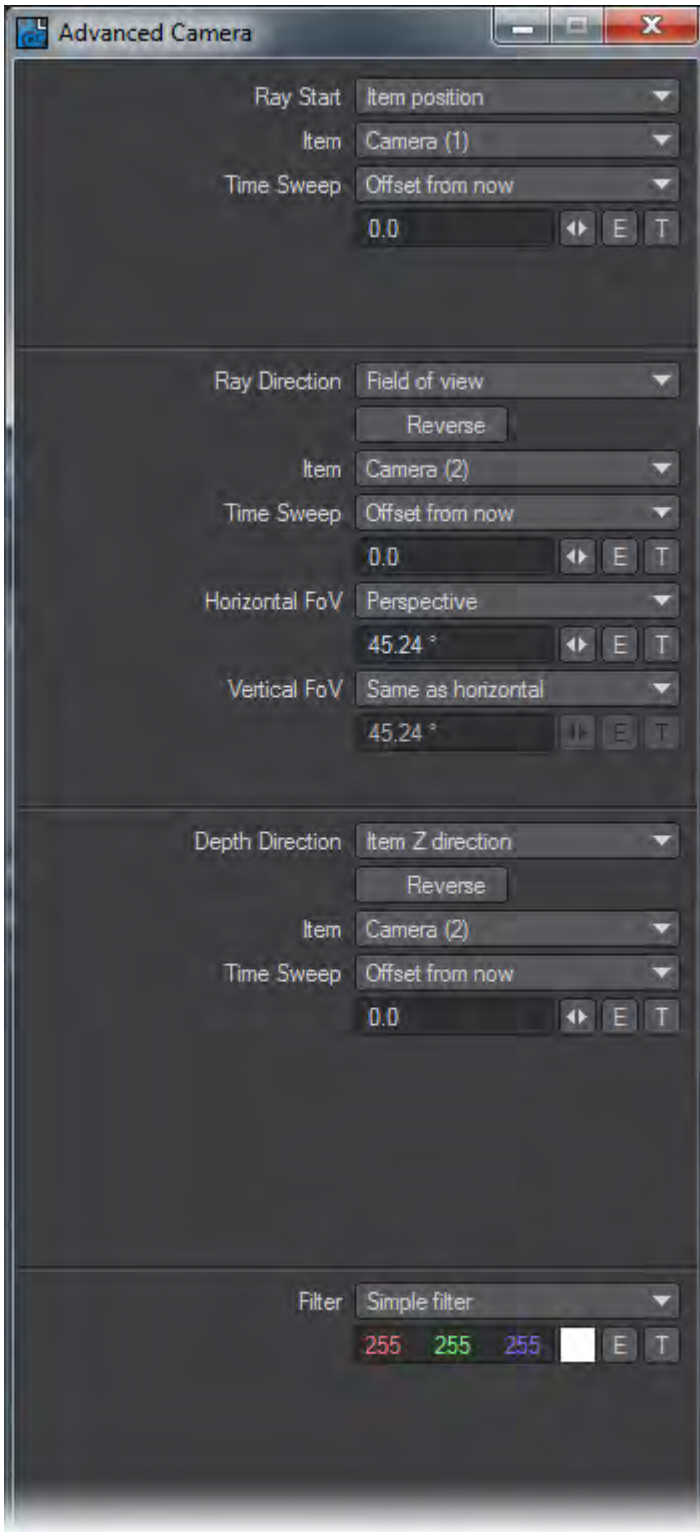 Advanced Camera
Ray Start Item position
Item Camera (1)
Time Sweep Offset from now
0.0 E T
Ray Direction Field of view
Reverse
Item Camera (2)
Time Sweep Offset from now
0.0 E T
Horizontal FoV Perspective
45.24 ° E T
Vertical FoV Same as horizontal
45.24 ° E T
Depth Direction Item Z direction
Reverse
Item Camera (2)
Time Sweep Offset from now
0.0 E T
Filter Simple filter
255 255 255 E T